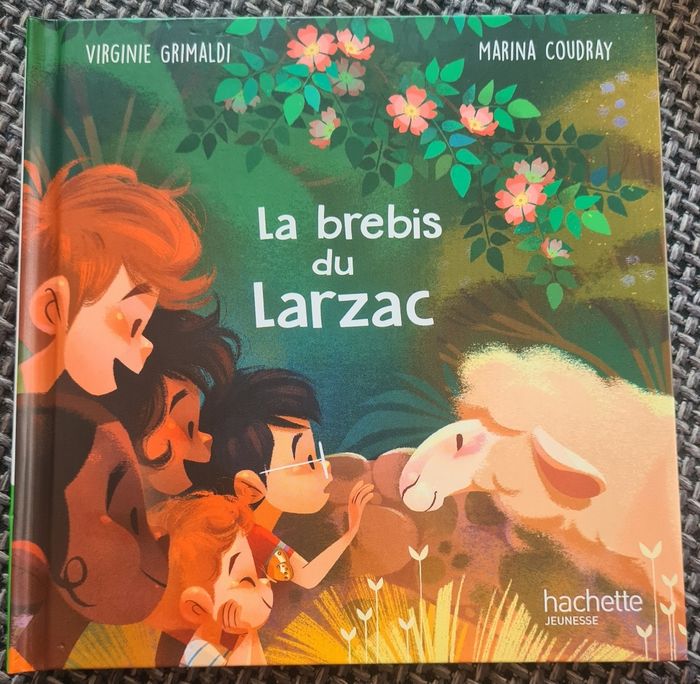 VIRGINIE GRIMALDI
MARINA COUDRAY
La brebis
du
Larzac
hachette
JEUNESSE